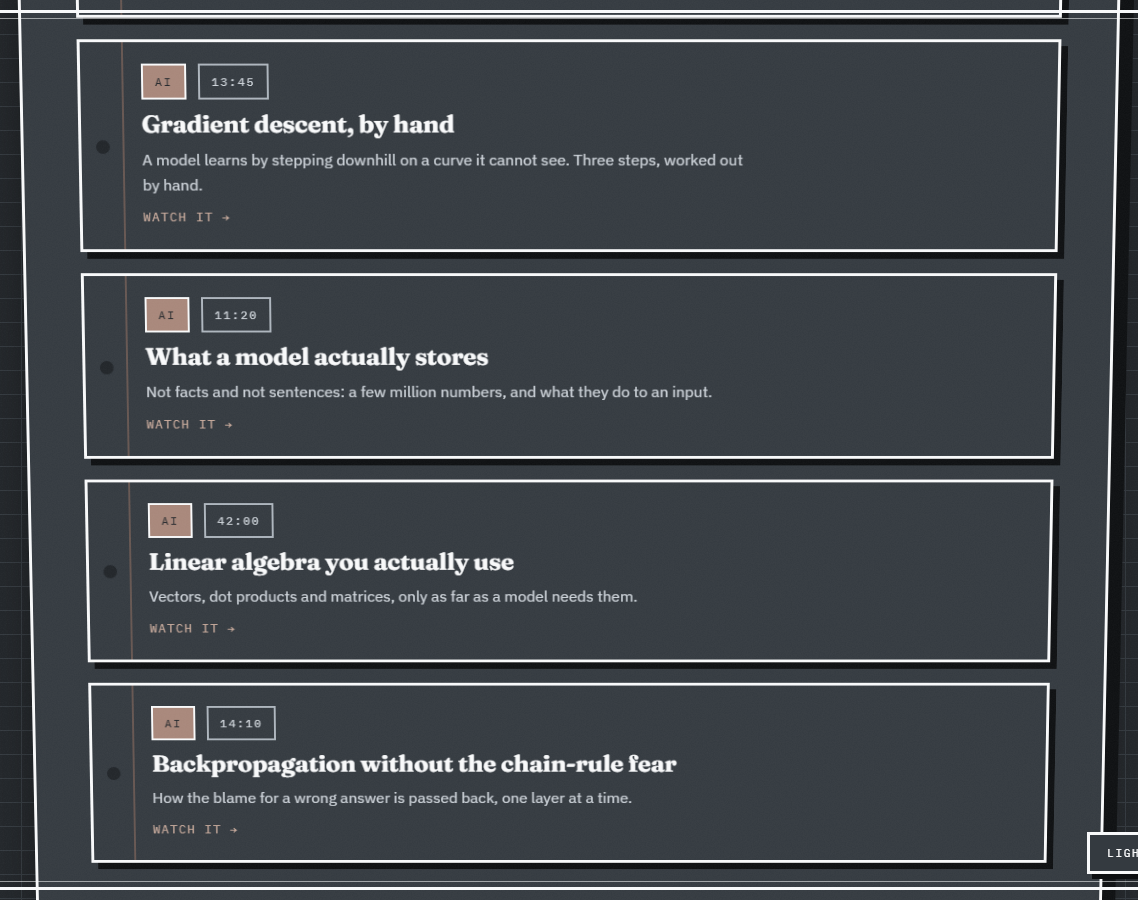 AI 13:45
Gradient descent, by hand
A model learns by stepping downhill on a curve it cannot see. Three steps, worked out
by hand.
WATCH IT →
AI 11:20
What a model actually stores
Not facts and not sentences: a few million numbers, and what they do to an input.
WATCH IT →
AI 42:00
Linear algebra you actually use
Vectors, dot products and matrices, only as far as a model needs them.
WATCH IT →
AI 14:10
Backpropagation without the chain-rule fear
How the blame for a wrong answer is passed back, one layer at a time.
WATCH IT →